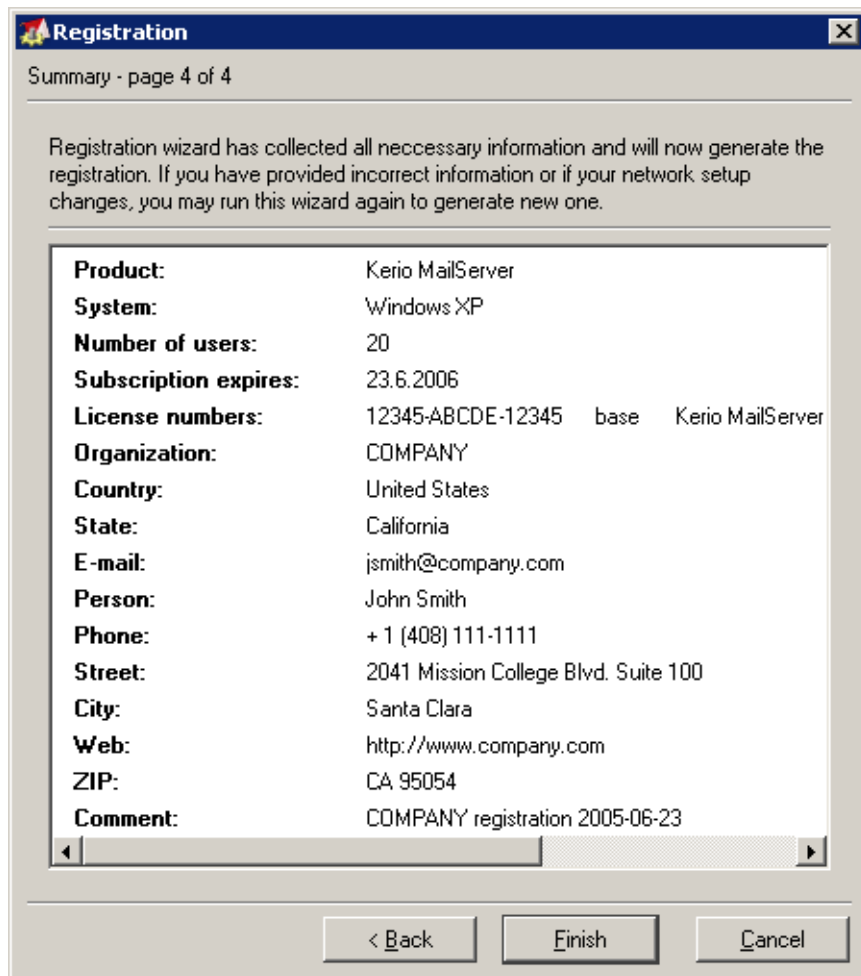 Registration
Summary - page 4 of 4
Registration wizard has collected all neccessary information and will now generate the
registration. If you have provided incorrect information or if your network setup
changes, you may run this wizard again to generate new one.
Product: Kerio MailServer
System: Windows XP
Number of users: 20
Subscription expires: 23.6.2006
License numbers: 12345-ABCDE-12345 base Kerio MailServer
Organization: COMPANY
Country: United States
State: California
E-mail: jsmith@company.com
Person: John Smith
Phone: + 1 (408) 111-1111
Street: 2041 Mission College Blvd. Suite 100
City: Santa Clara
Web: http://www.company.com
ZIP: CA 95054
Comment: COMPANY registration 2005-06-23
< Back Finish Cancel